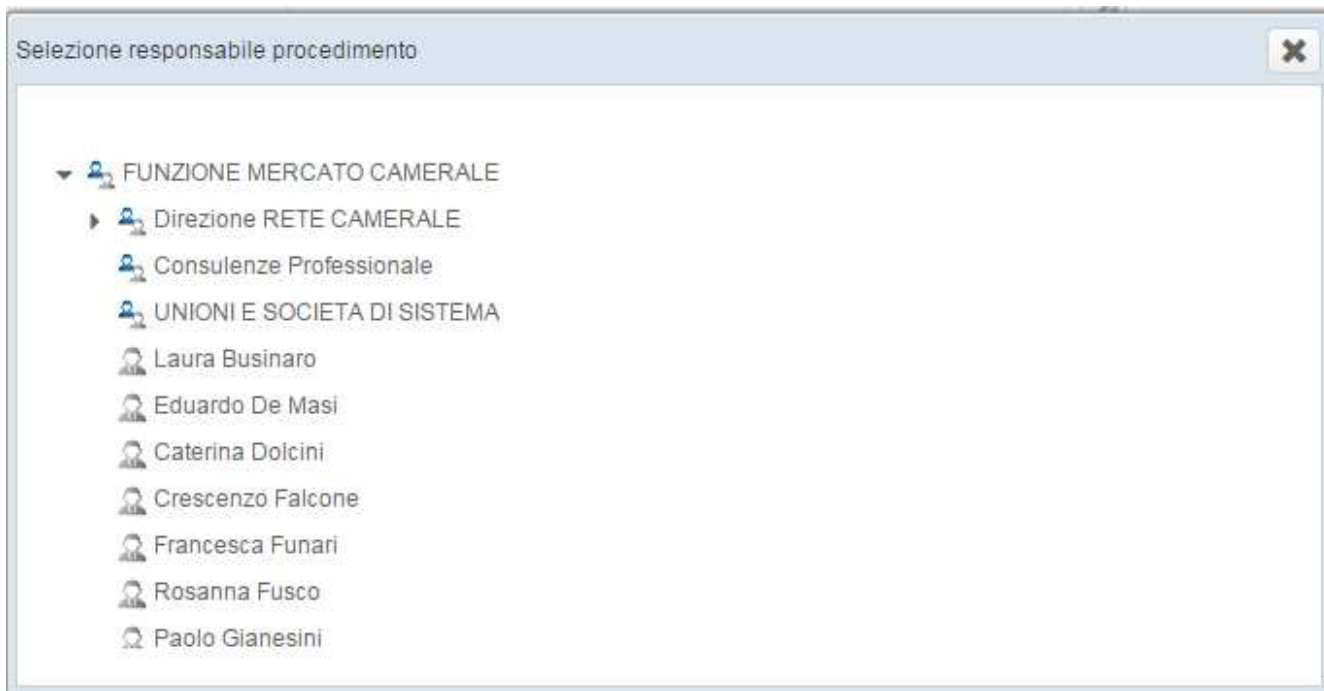 Selezione responsabile procedimento
FUNZIONE MERCATO CAMERALE
Direzione RETE CAMERALE
Consulenze Professionale
UNIONI E SOCIETA DI SISTEMA
Laura Businaro
Eduardo De Masi
Caterina Dolcini
Crescenzo Falcone
Francesca Funari
Rosanna Fusco
Paolo Gianesini